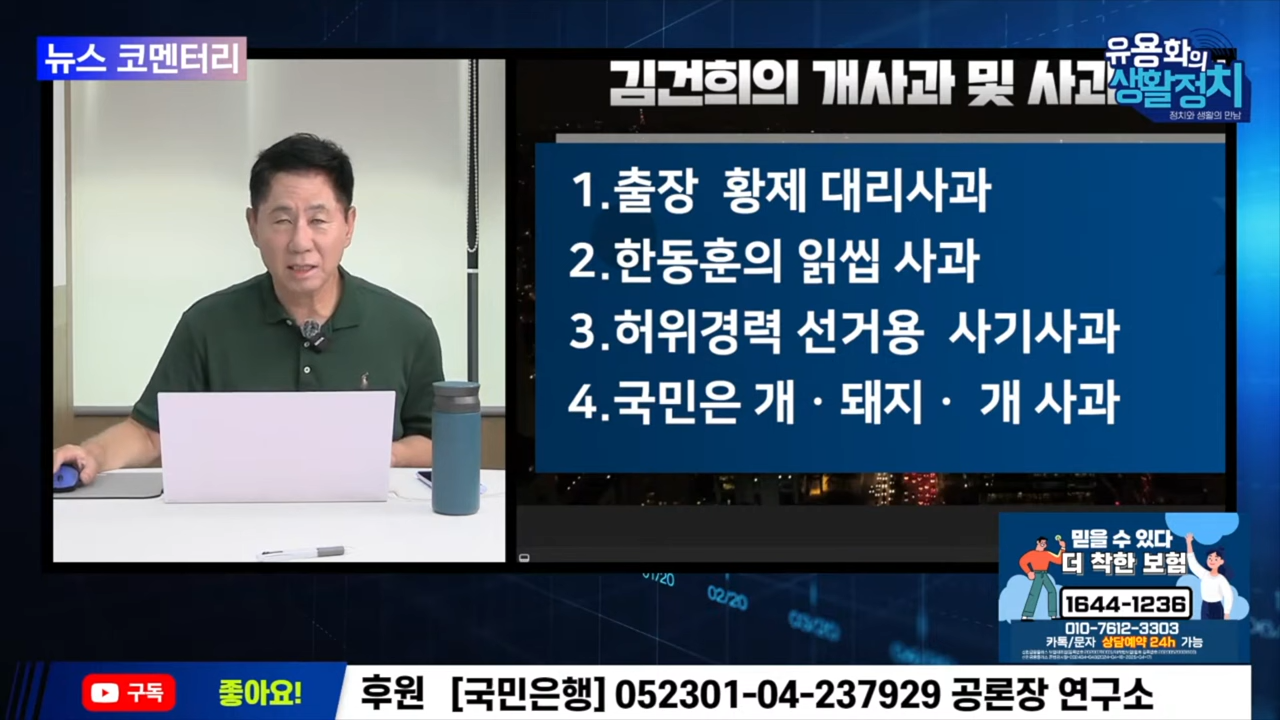 뉴스 코멘터리
김건희의 개사과 및 사과
유용화의
생활정치
정치와 생활의 만남
1.출장 황제 대리사과
2.한동훈의 읽씹 사과
3.허위경력 선거용 사기사과
4.국민은 개·돼지· 개 사과
믿을 수 있다
더 착한 보험
1644-1236
010-7612-3303
카톡/문자 상담예약 24h 가능
01/20
02/20
03/20
구독
좋아요!
후원 [국민은행] 052301-04-237929 공론장 연구소